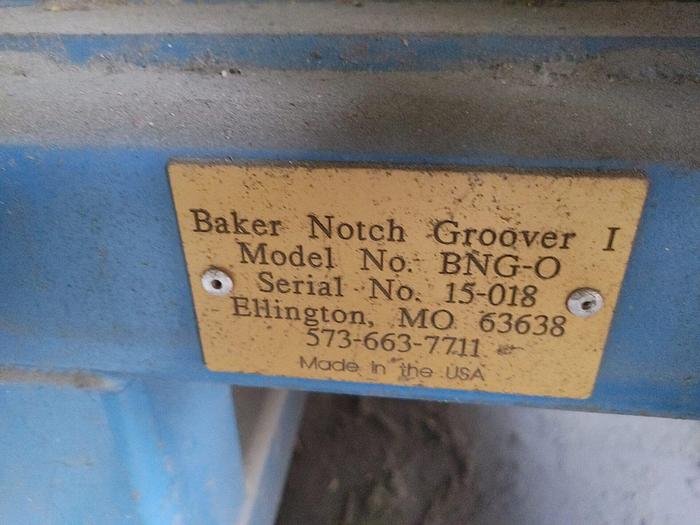 Baker Notch Groover I
Model No. BNG-O
Serial No. 15-018
Ellington, MO 63638
573-663-7711
Made in the USA